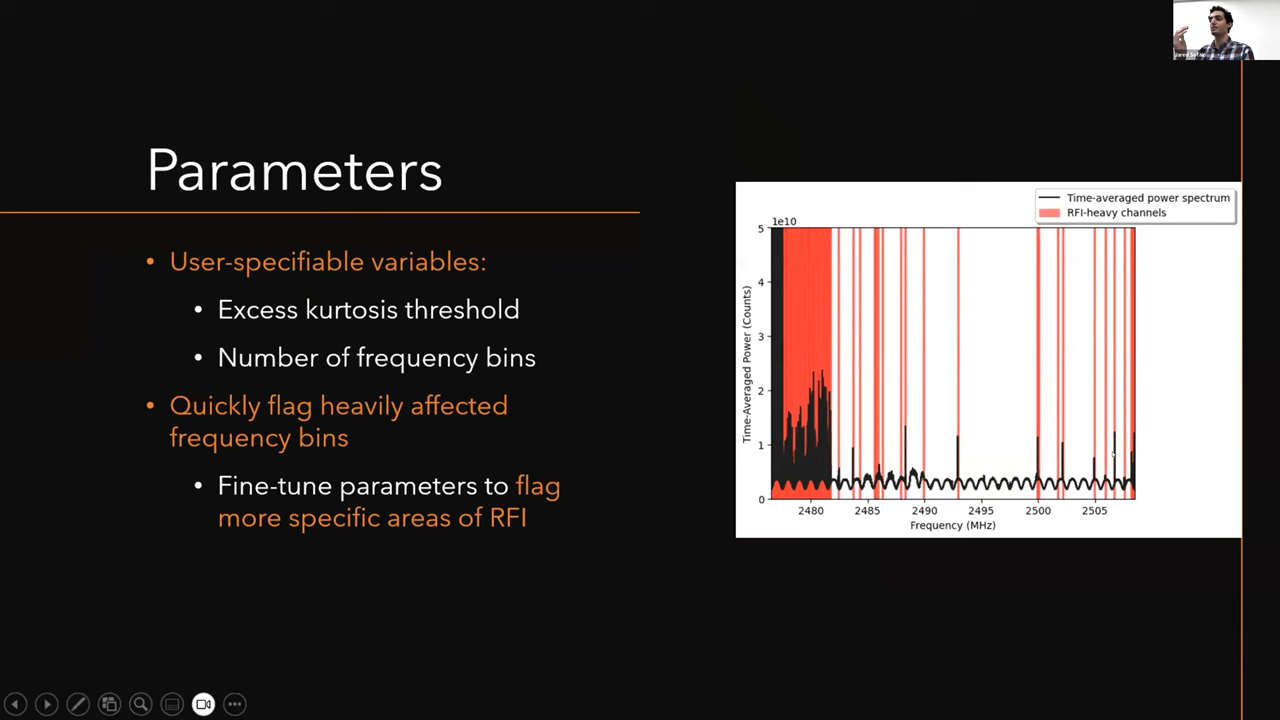 Parameters
• User-specifiable variables:
• Excess kurtosis threshold
• Number of frequency bins
• Quickly flag heavily affected
frequency bins
• Fine-tune parameters to flag
more specific areas of RFI
Time-averaged power spectrum
RFI-heavy channels
1e10
5
4
3
2
1
0
Time-Averaged Power (Counts)
2480 2485 2490 2495 2500 2505
Frequency (MHz)